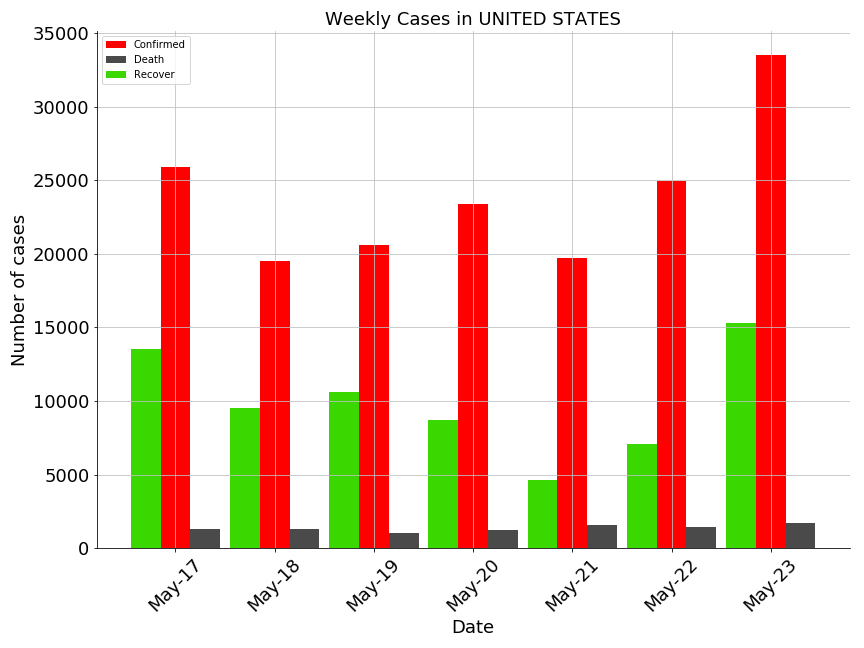 Weekly Cases in UNITED STATES
Confirmed
Death
Recover
Number of cases
35000
30000
25000
20000
15000
10000
5000
0
May-17
May-18
May-19
May-20
May-21
May-22
May-23
Date